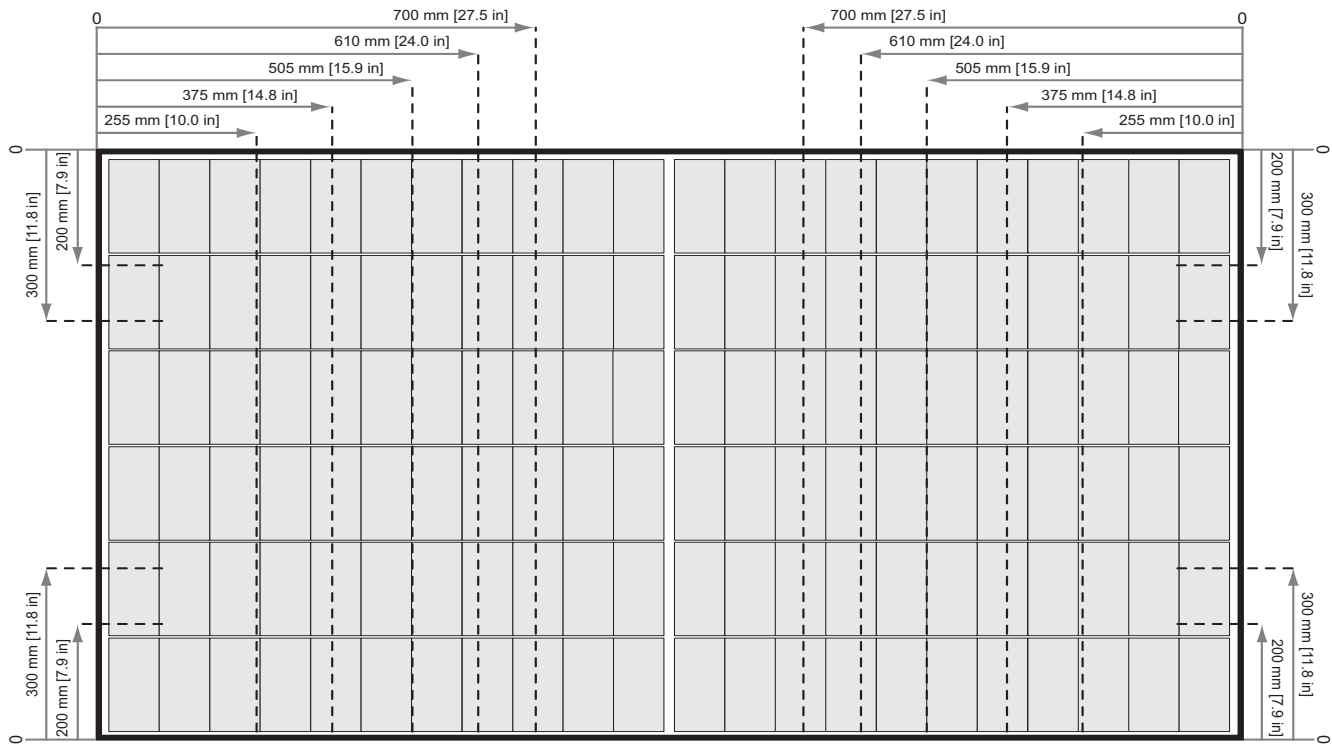 0
700 mm [27.5 in]
700 mm [27.5 in]
0
610 mm [24.0 in]
610 mm [24.0 in]
505 mm [15.9 in]
505 mm [15.9 in]
375 mm [14.8 in]
375 mm [14.8 in]
255 mm [10.0 in]
255 mm [10.0 in]
0
0
300 mm [11.8 in]
200 mm [7.9 in]
200 mm [7.9 in]
300 mm [11.8 in]
300 mm [11.8 in]
200 mm [7.9 in]
200 mm [7.9 in]
300 mm [11.8 in]
0
0